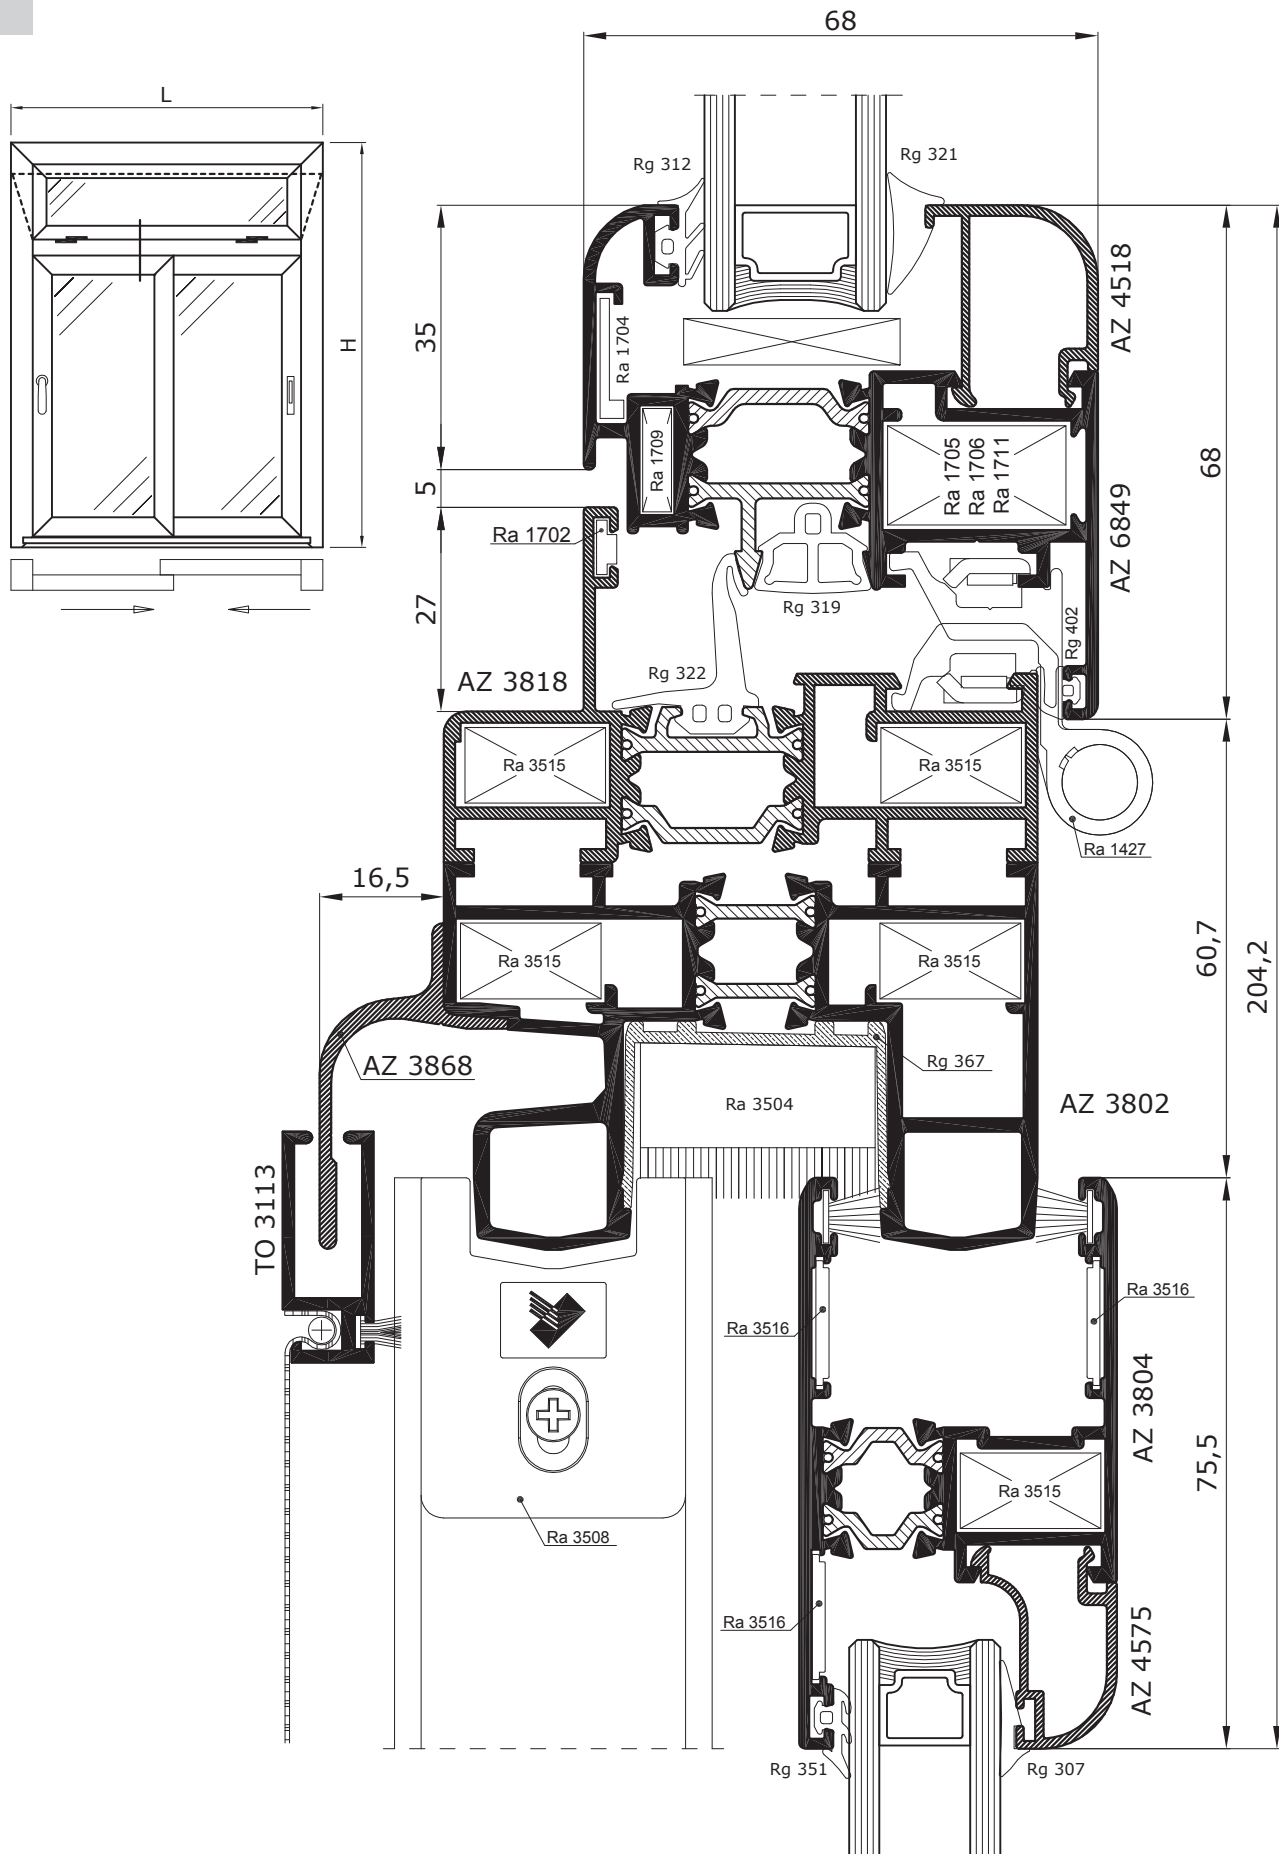 68
L
H
Rg 312
Rg 321
35
Ra 1704
AZ 4518
Ra 1709
Ra 1705
Ra 1706
Ra 1711
68
5
Ra 1702
AZ 6849
27
Rg 319
Rg 402
Rg 322
AZ 3818
Ra 3515
Ra 3515
Ra 1427
16,5
60,7
204,2
Ra 3515
Ra 3515
AZ 3868
Rg 367
Ra 3504
AZ 3802
TO 3113
Ra 3516
Ra 3516
AZ 3804
75,5
Ra 3515
Ra 3508
Ra 3516
AZ 4575
Rg 351
Rg 307